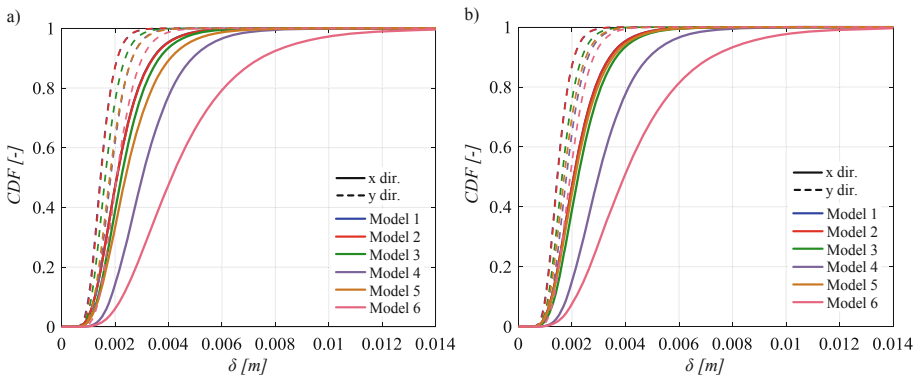 a)
CDF [-]
1
0.8
0.6
0.4
0.2
0
x dir.
y dir.
Model 1
Model 2
Model 3
Model 4
Model 5
Model 6
0 0.002 0.004 0.006 0.008 0.01 0.012 0.014
δ [m]
b)
CDF [-]
1
0.8
0.6
0.4
0.2
0
x dir.
y dir.
Model 1
Model 2
Model 3
Model 4
Model 5
Model 6
0 0.002 0.004 0.006 0.008 0.01 0.012 0.014
δ [m]